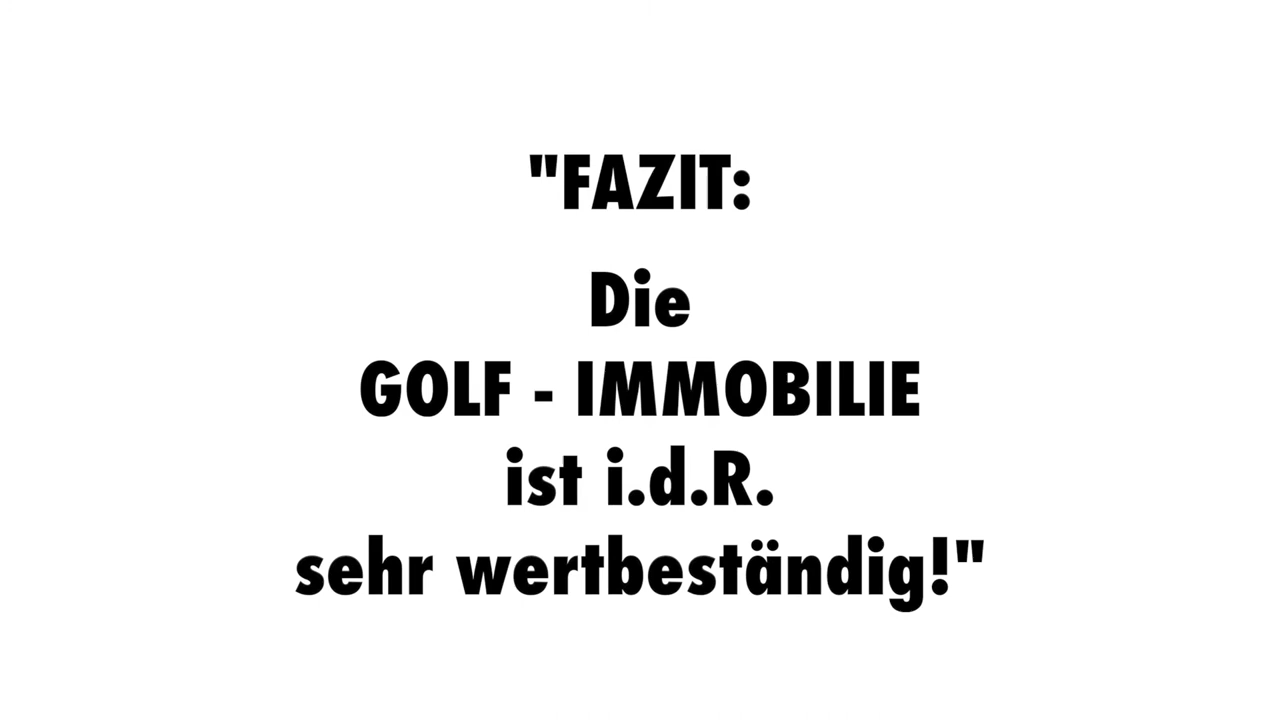 "FAZIT:
Die
GOLF - IMMOBILIE
ist i.d.R.
sehr wertbeständig!"